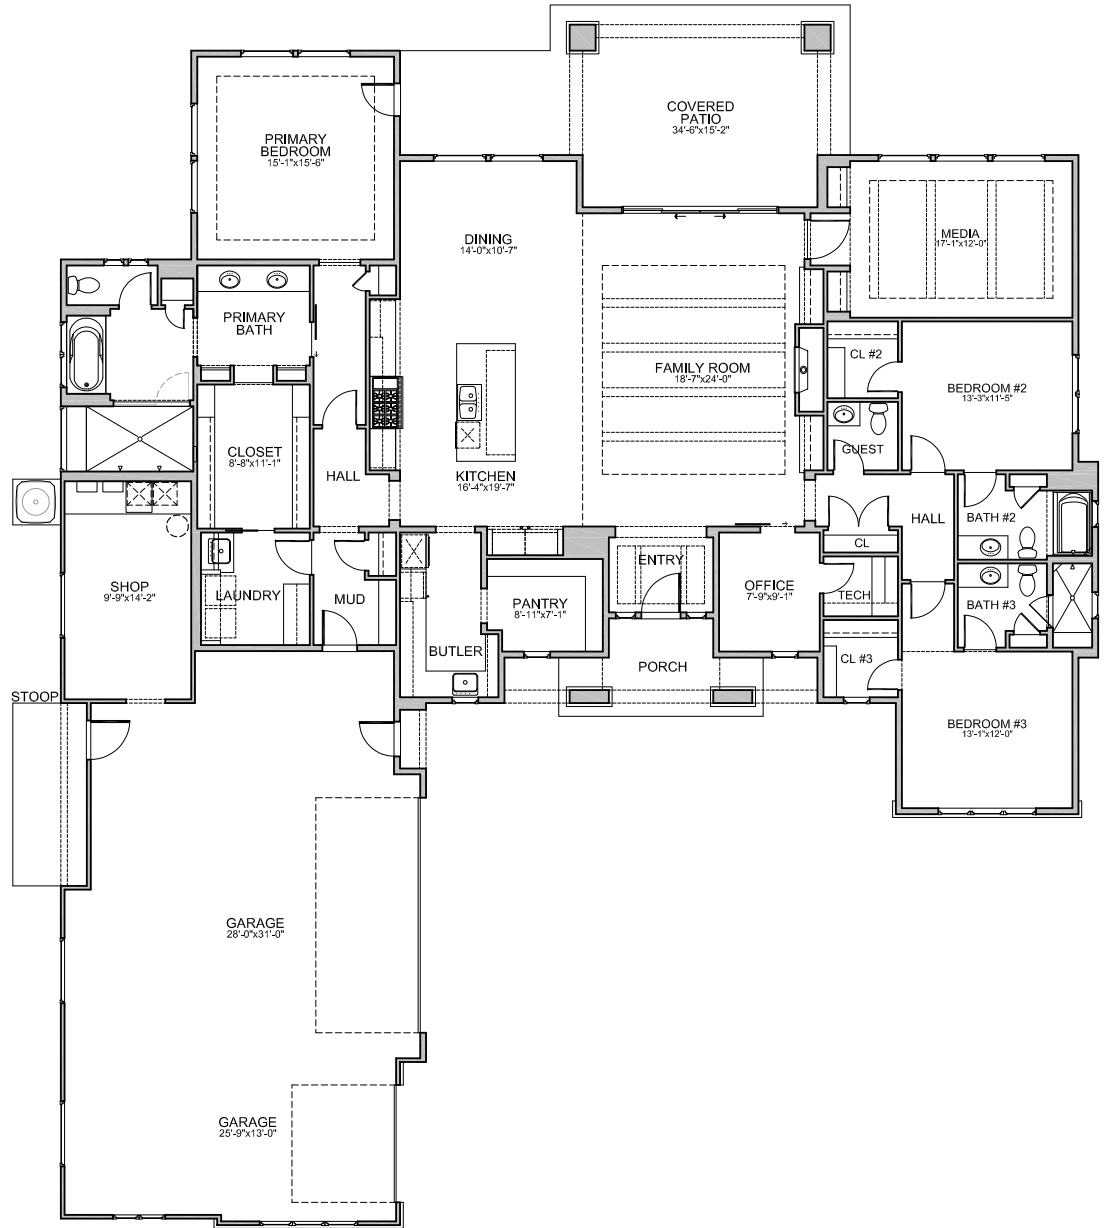 COVERED
PATIO
34'-6"x15'-2"
PRIMARY
BEDROOM
15'-1"x15'-6"
DINING
14'-0"x10'-7"
MEDIA
17'-1"x12'-0"
PRIMARY
BATH
FAMILY ROOM
18'-7"x24'-0"
CL #2
BEDROOM #2
13'-3"x11'-5"
CLOSET
8'-8"x11'-1"
HALL
KITCHEN
16'-4"x19'-7"
GUEST
HALL
BATH #2
CL
ENTRY
SHOP
9'-9"x14'-2"
LAUNDRY
MUD
PANTRY
8'-11"x7'-1"
OFFICE
7'-9"x9'-1"
TECH
BATH #3
BUTLER
PORCH
CL #3
STOOP
BEDROOM #3
13'-1"x12'-0"
GARAGE
28'-0"x31'-0"
GARAGE
25'-9"x13'-0"